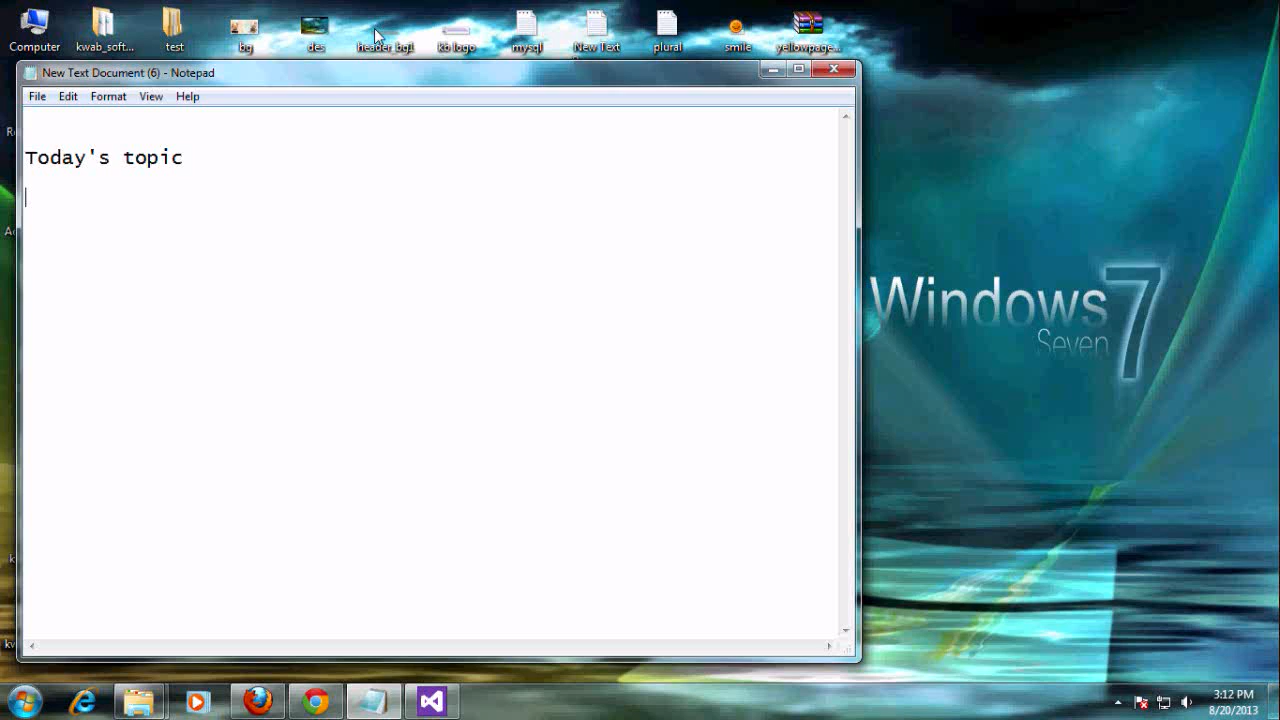 Computer
kwab_soft...
test
bg
des
header bg1
kb logo
mysql
New Text
plural
smile
yellowpage...
New Text Document (6) - Notepad
File Edit Format View Help
Today's topic
Windows 7
Seven
3:12 PM
8/20/2013